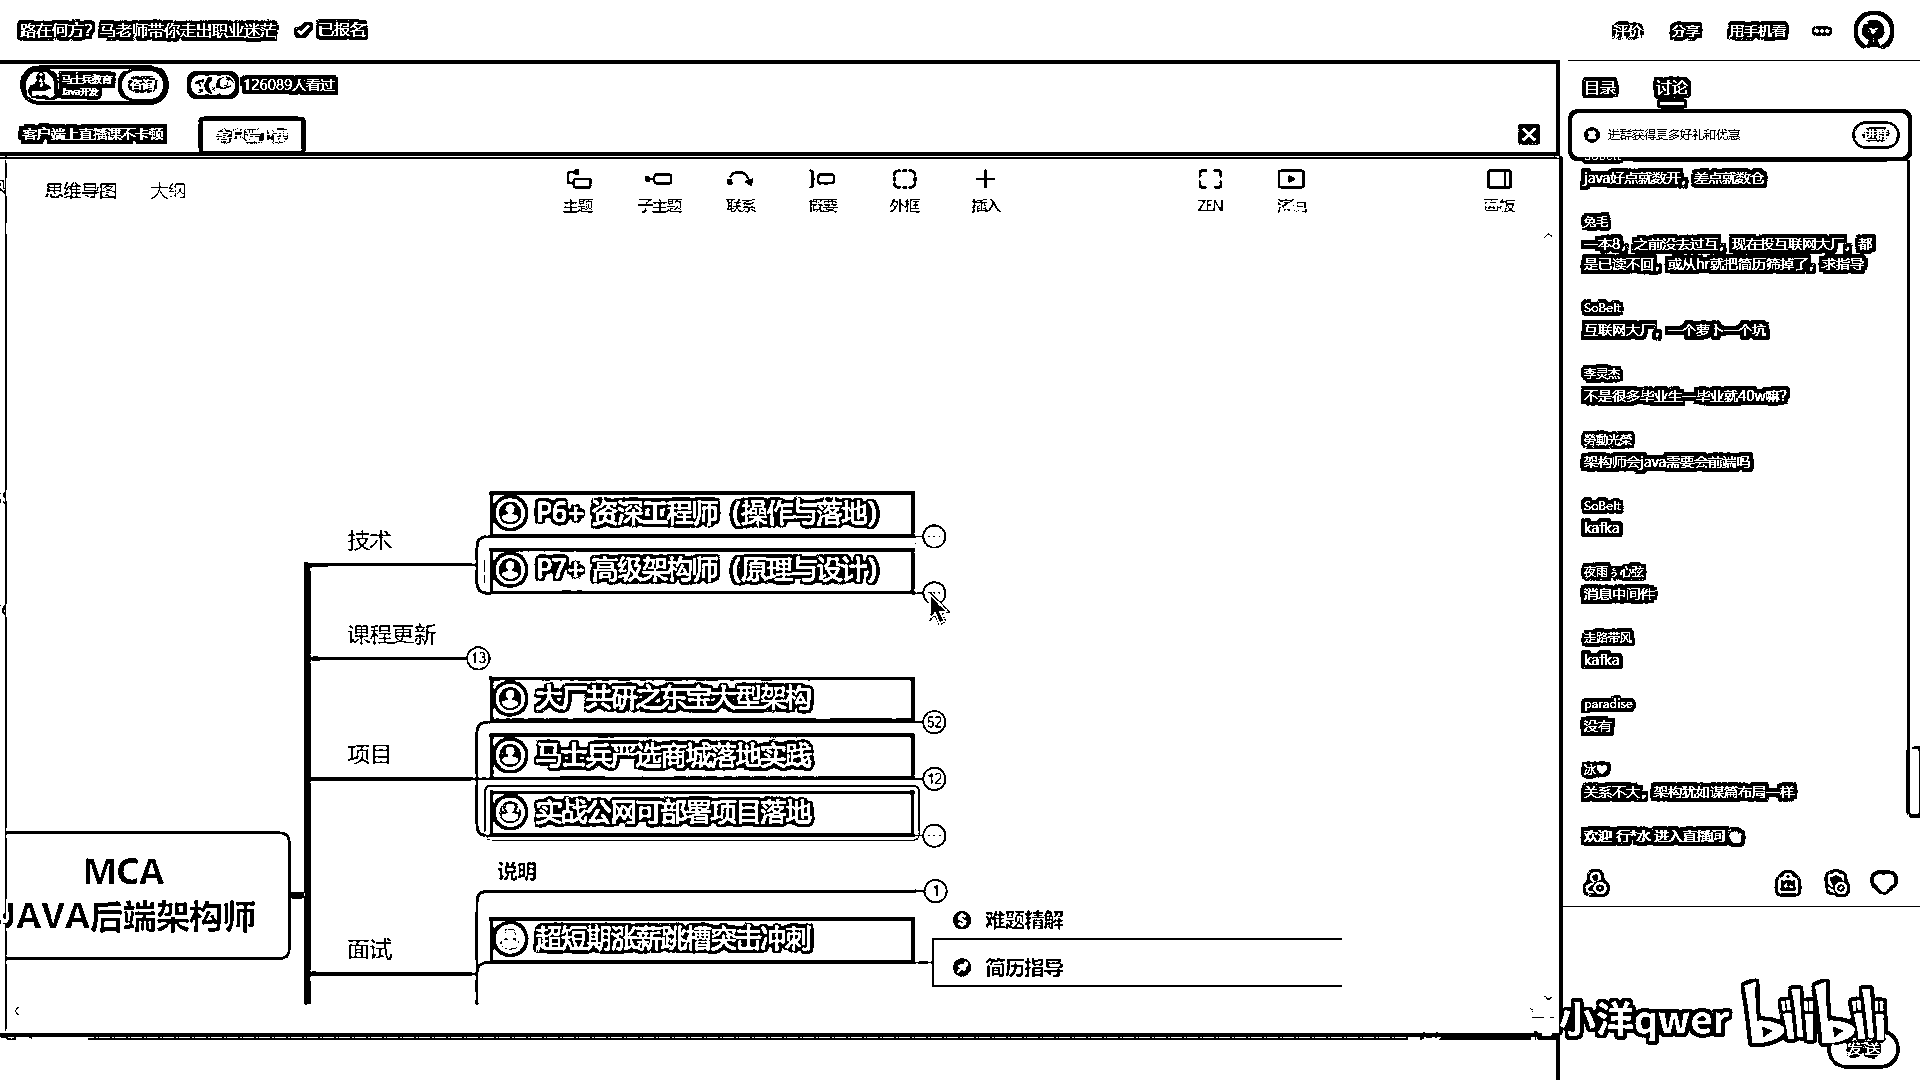 路在何方？马老师带你走出职业迷茫 已报名
评价 分享 用手机看
马士兵教育
Java开发
咨询
126089人看过
客户端上直播课不卡顿
目录 讨论
进群获得更多好礼和优惠 进群
思维导图 大纲
主题 子主题 联系 概要 外框 插入 ZEN 面板
技术
P6+ 资深工程师（操作与落地）
P7+ 高级架构师（原理与设计）
课程更新
13
项目
大厂共研之东宝大型架构
52
马士兵严选商城落地实践
12
实战公网可部署项目落地
MCA
JAVA后端架构师
说明
1
面试
超短期涨薪跳槽突击冲刺
难题精解
简历指导
java好点就数开，差点就数仓
兔毛
一本8，之前没去过互，现在投互联网大厂，都
是已读不回，或从hr就把简历筛掉了，求指导
SoBelt
互联网大厂，一个萝卜一个坑
李灵杰
不是很多毕业生一毕业就40w嘛？
勞動光榮
架构师会java需要会前端吗
SoBelt
kafka
夜雨 心弦
消息中间件
走路带风
kafka
paradise
没有
泳
关系不大，架构犹如谋篇布局一样
欢迎 行*水 进入直播间
小洋qwer bilibili
发送